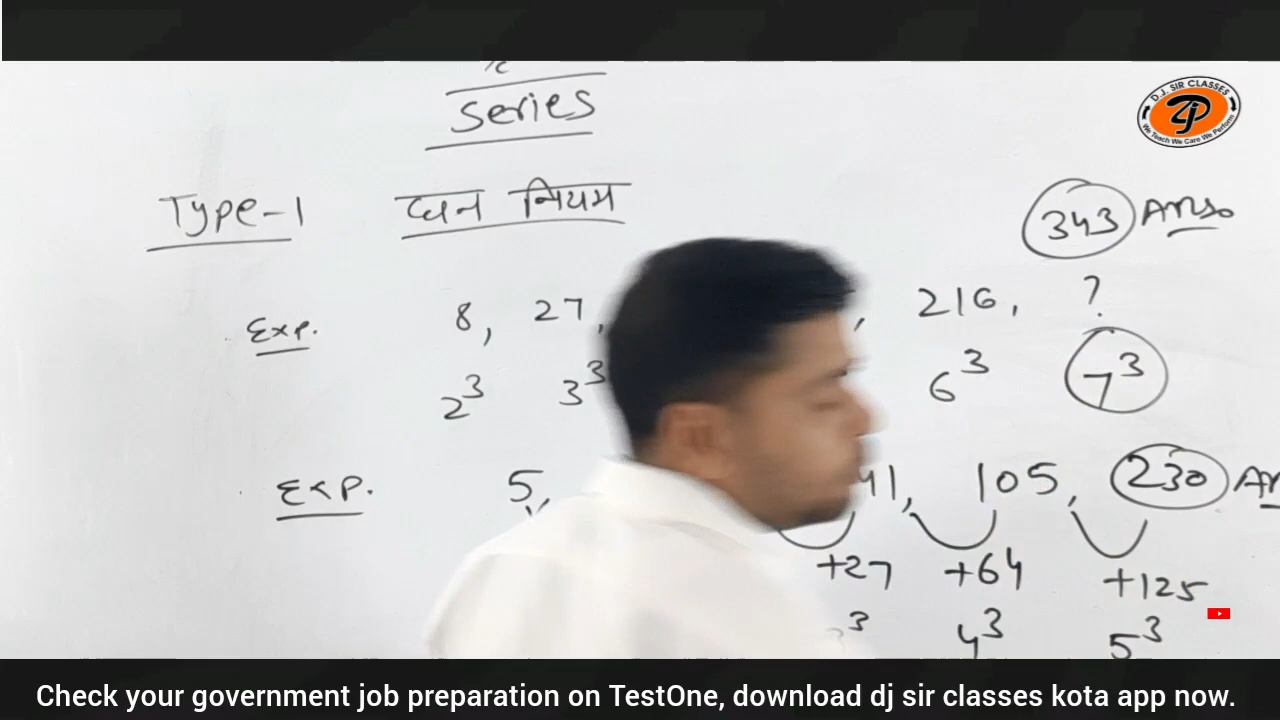 series
Type-1 घन नियम
D.J. SIR CLASSES
We Teach We Care We Perform
343 Ans
Exp. 8, 27, , 216, ?
2³ 3³ 6³ 7³
Exp. 5, 41, 105, 230
+27 +64 +125
³ 4³ 5³
Check your government job preparation on TestOne, download dj sir classes kota app now.